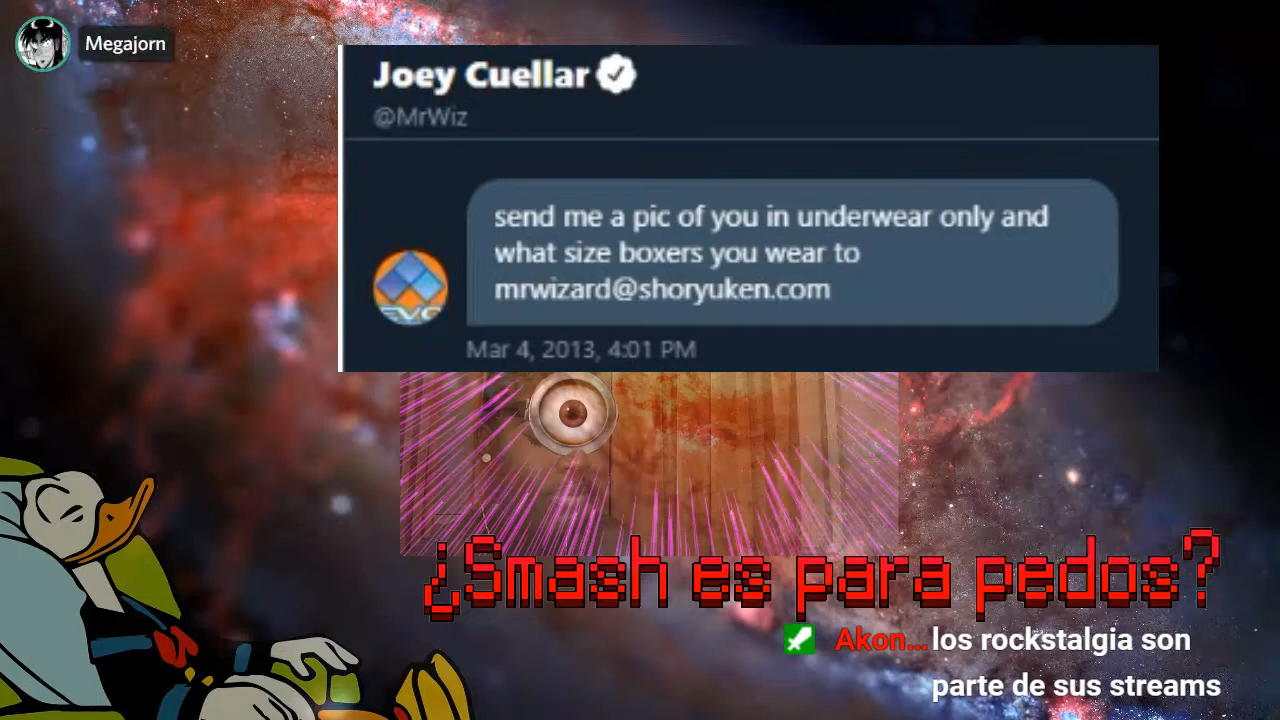 Megajorn
Joey Cuellar
@MrWiz
send me a pic of you in underwear only and
what size boxers you wear to
mrwizard@shoryuken.com
EVO
Mar 4, 2013, 4:01 PM
¿Smash es para pedos?
Akon... los rockstalgia son
parte de sus streams